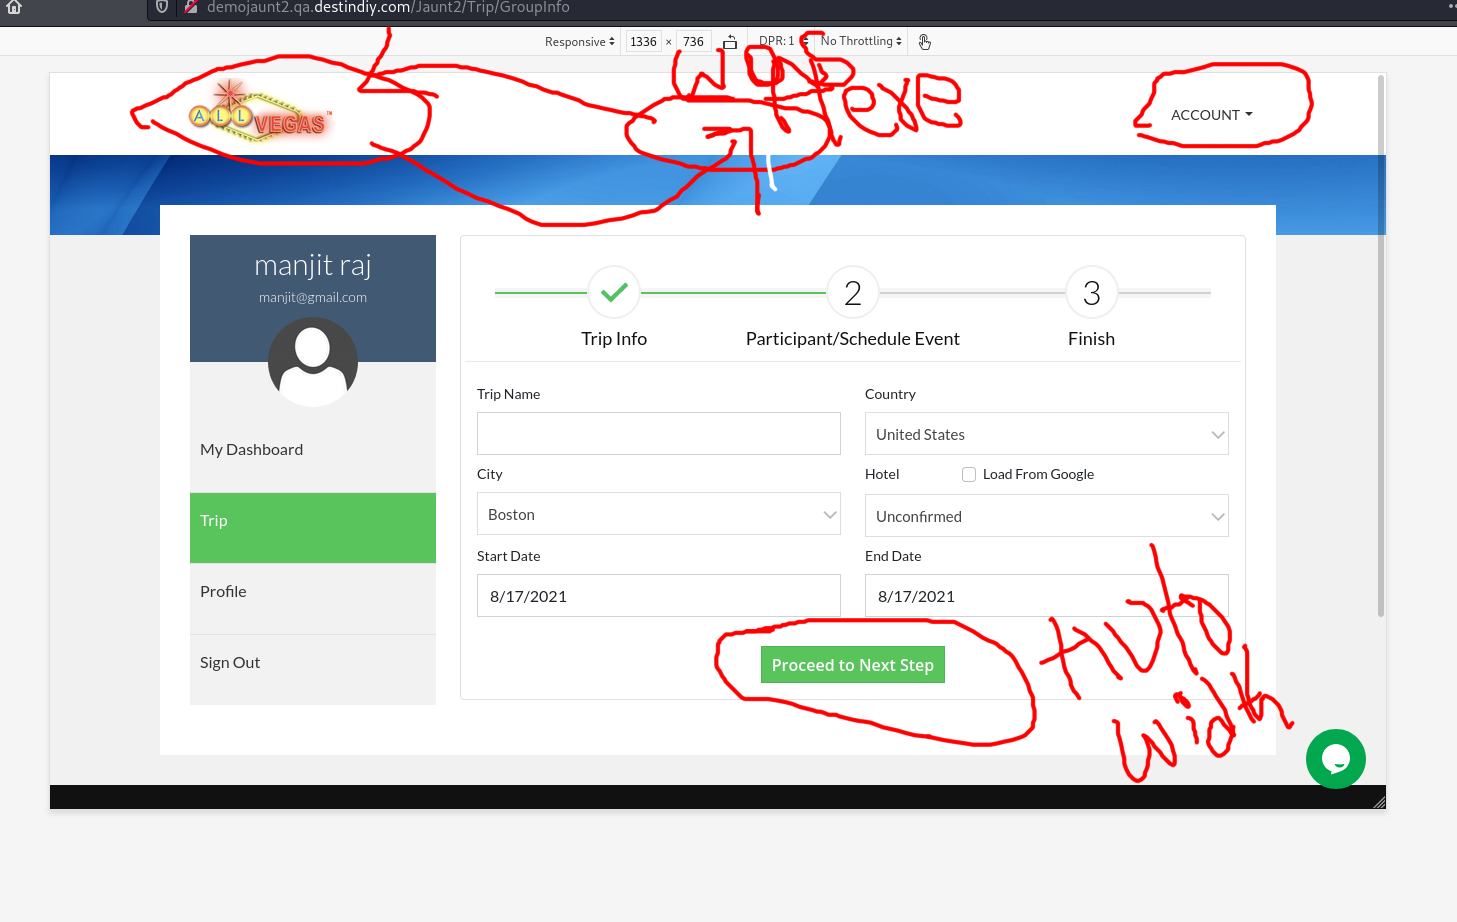 demojaunt2.qa.destindiy.com/Jaunt2/Trip/GroupInfo
Responsive 1336 × 736 DPR: 1 No Throttling
ALL VEGAS™
ACCOUNT
manjit raj
manjit@gmail.com
My Dashboard
Trip
Profile
Sign Out
2
3
Trip Info
Participant/Schedule Event
Finish
Trip Name
Country
United States
City
Hotel
Load From Google
Boston
Unconfirmed
Start Date
End Date
8/17/2021
8/17/2021
Proceed to Next Step
Auto
Width